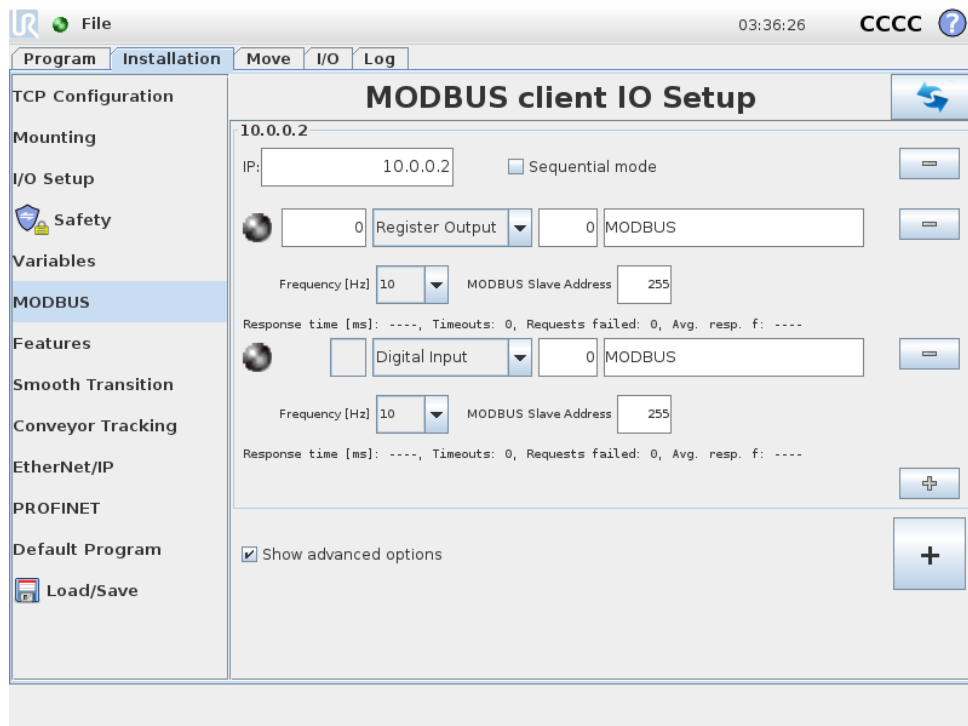 UR File 03:36:26 CCCC ?
Program Installation Move I/O Log
TCP Configuration
Mounting
I/O Setup
Safety
Variables
MODBUS
Features
Smooth Transition
Conveyor Tracking
EtherNet/IP
PROFINET
Default Program
Load/Save
MODBUS client IO Setup
10.0.0.2
IP: 10.0.0.2 Sequential mode
0 Register Output 0 MODBUS
Frequency [Hz] 10 MODBUS Slave Address 255
Response time [ms]: ----, Timeouts: 0, Requests failed: 0, Avg. resp. f: ----
Digital Input 0 MODBUS
Frequency [Hz] 10 MODBUS Slave Address 255
Response time [ms]: ----, Timeouts: 0, Requests failed: 0, Avg. resp. f: ----
Show advanced options
+